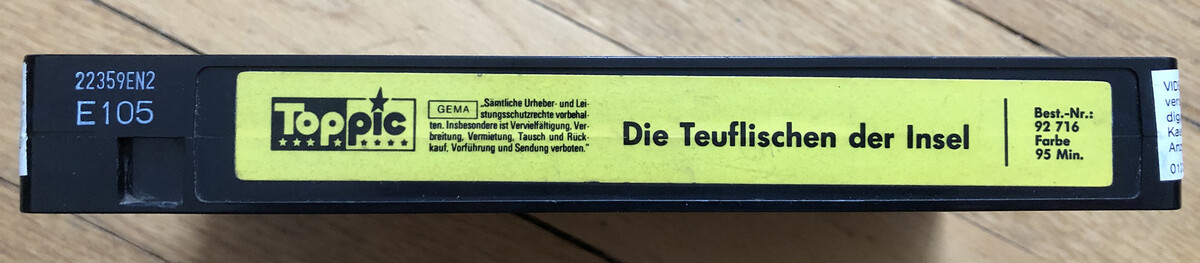 22359EN2
E105
Toppic
GEMA
„Sämtliche Urheber- und Lei-
stungsschutzrechte vorbehal-
ten. Insbesondere ist Vervielfältigung, Ver-
breitung, Vermietung, Tausch und Rück-
kauf, Vorführung und Sendung verboten."
Die Teuflischen der Insel
Best.-Nr.:
92 716
Farbe
95 Min.